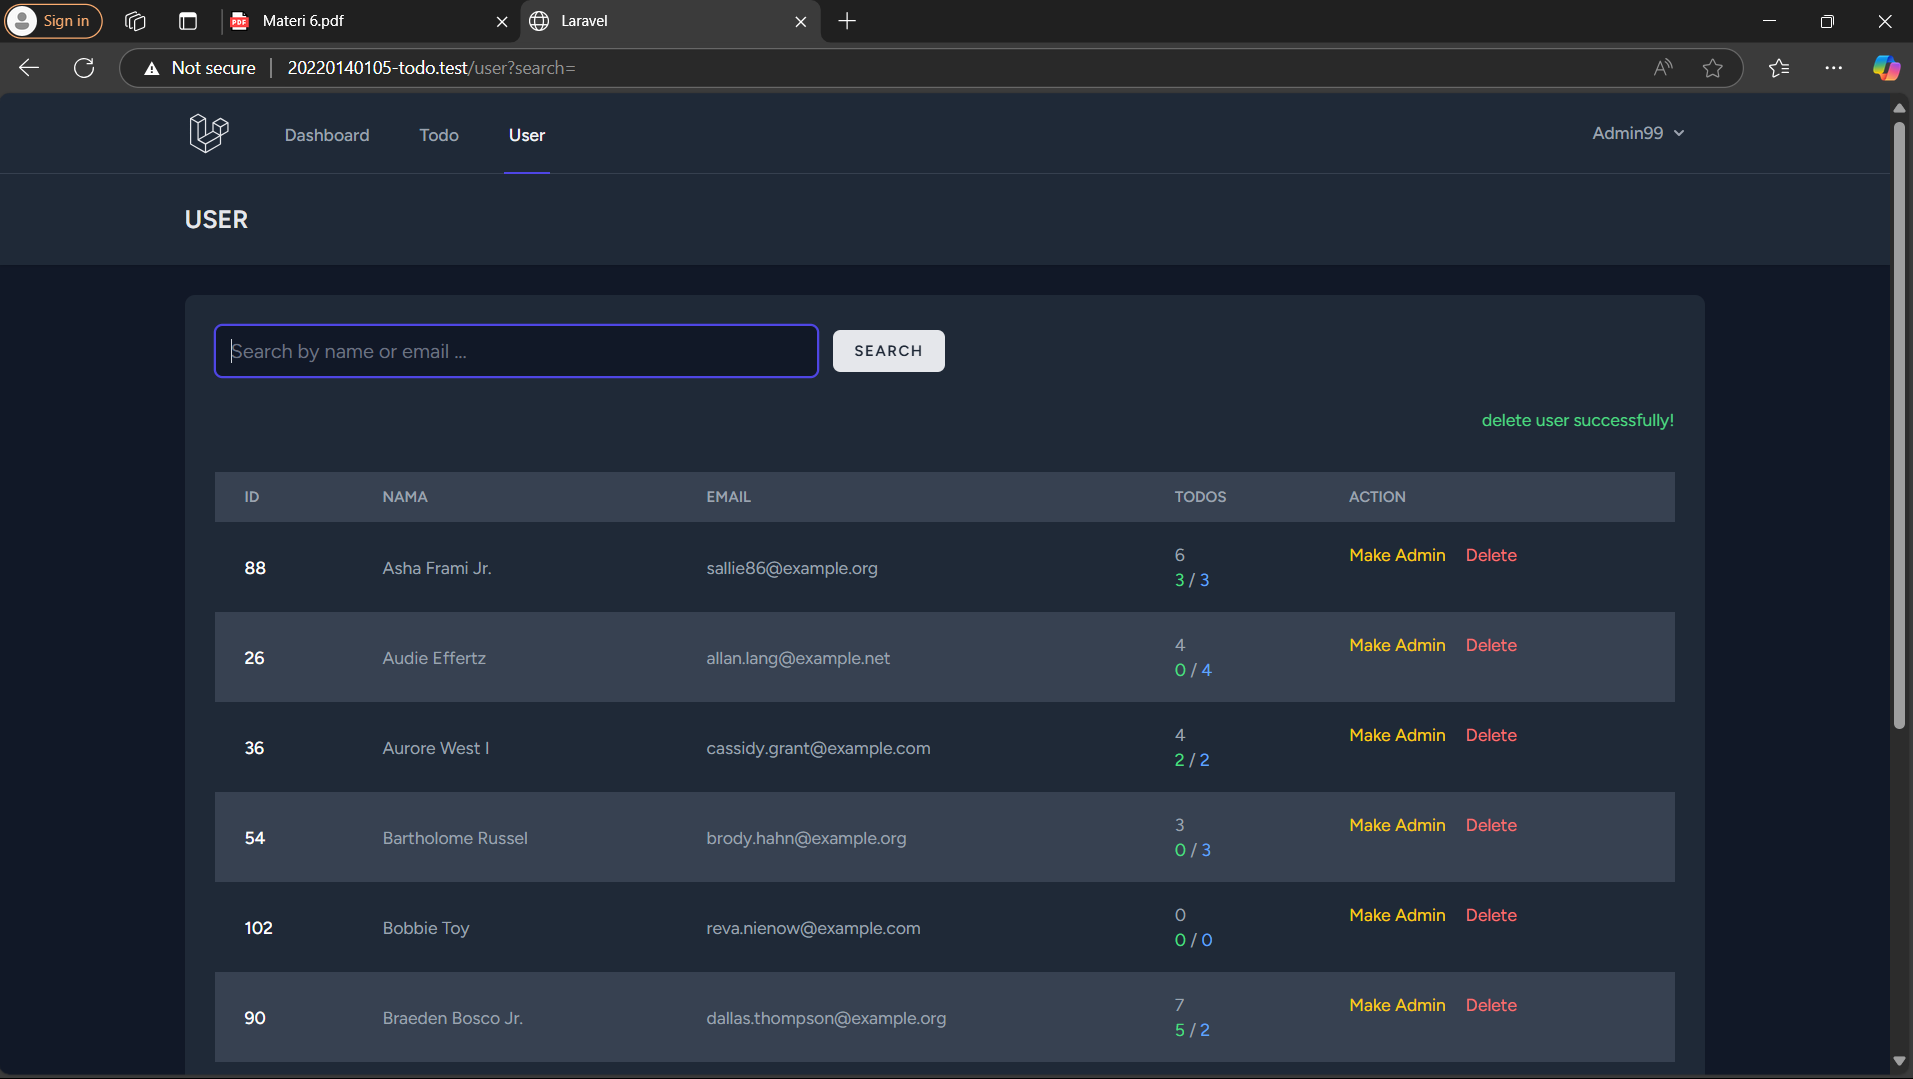 Sign in
Materi 6.pdf
Laravel
Not secure
20220140105-todo.test/user?search=
Dashboard
Todo
User
Admin99
USER
Search by name or email ...
SEARCH
delete user successfully!
ID NAMA EMAIL TODOS ACTION
88 Asha Frami Jr. sallie86@example.org 6 Make Admin Delete
3 / 3
26 Audie Effertz allan.lang@example.net 4 Make Admin Delete
0 / 4
36 Aurore West I cassidy.grant@example.com 4 Make Admin Delete
2 / 2
54 Bartholome Russel brody.hahn@example.org 3 Make Admin Delete
0 / 3
102 Bobbie Toy reva.nienow@example.com 0 Make Admin Delete
0 / 0
90 Braeden Bosco Jr. dallas.thompson@example.org 7 Make Admin Delete
5 / 2